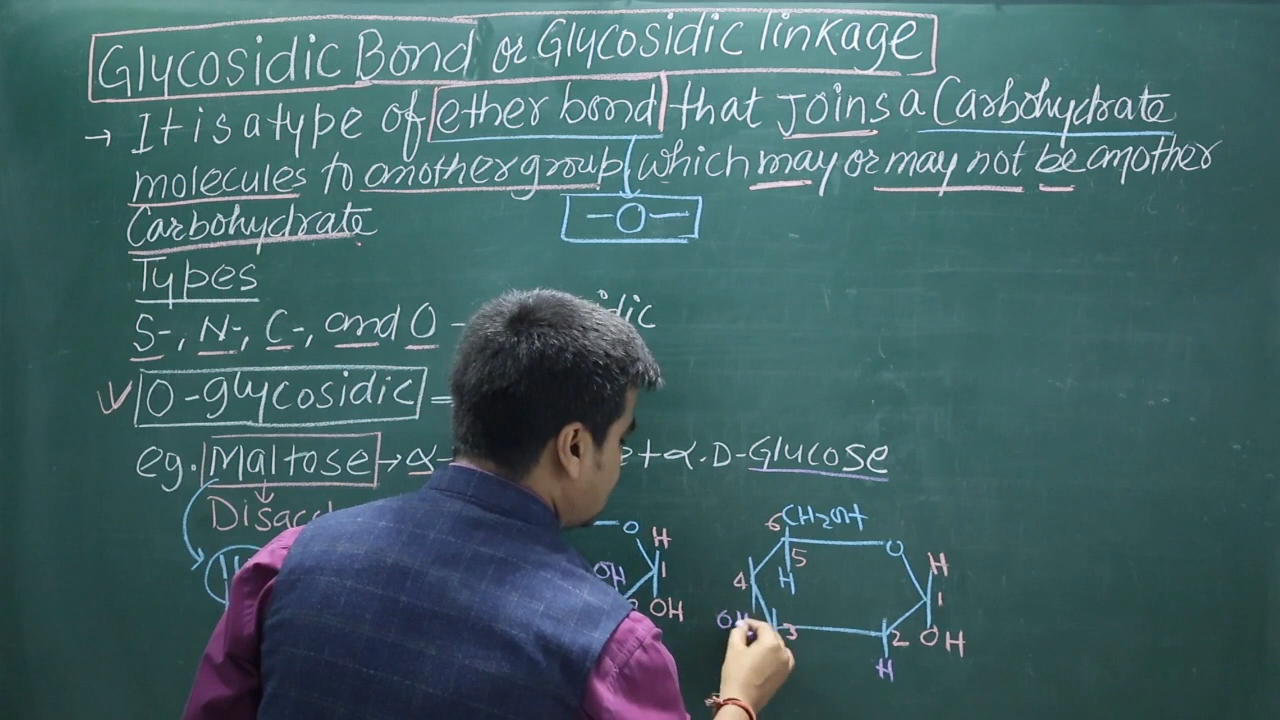 Glycosidic Bond or Glycosidic linkage
→ It is a type of ether bond that Joins a Carbohydrate
molecules to another group which may or may not be another
Carbohydrate
-O-
Types
S-, N-, C-, and O -
O-glycosidic =
eg. Maltose → α- e + α. D-Glucose
O H
OH 1
OH
6 CH2OH
5 O H
4 H 1
OH 3 2 OH
H